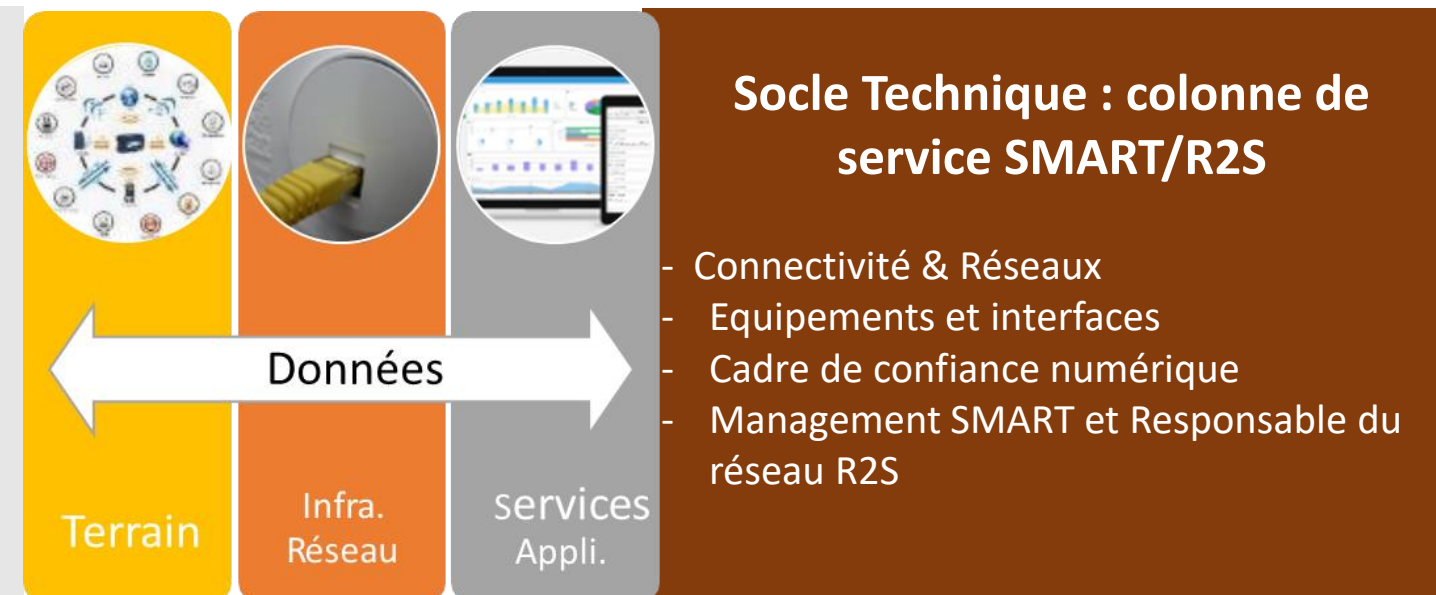 Socle Technique : colonne de
service SMART/R2S
- Connectivité & Réseaux
- Equipements et interfaces
- Cadre de confiance numérique
- Management SMART et Responsable du
réseau R2S
Données
Terrain
Infra.
Réseau
services
Appli.